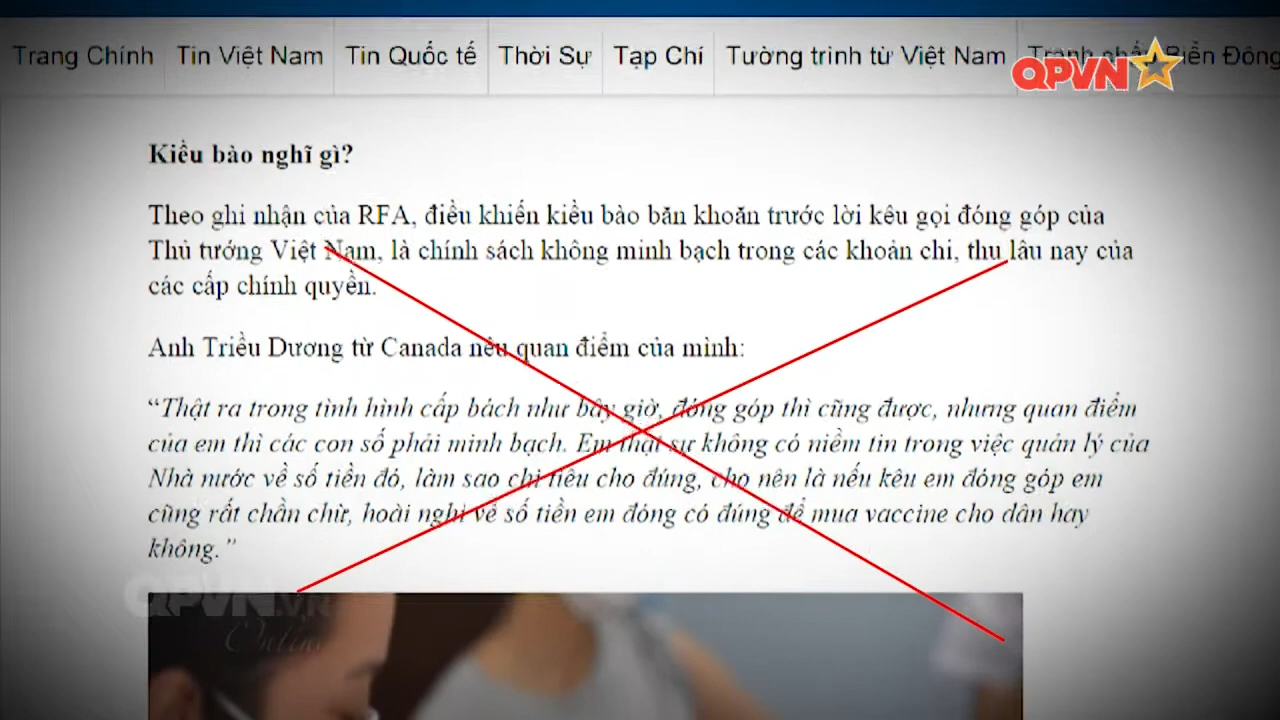 Trang Chính Tin Việt Nam Tin Quốc tế Thời Sự Tạp Chí Tường trình từ Việt Nam Tranh chấp Biển Đông
QPVN
Kiều bào nghĩ gì?
Theo ghi nhận của RFA, điều khiến kiều bào băn khoăn trước lời kêu gọi đóng góp của
Thủ tướng Việt Nam, là chính sách không minh bạch trong các khoản chi, thu lâu nay của
các cấp chính quyền.
Anh Triều Dương từ Canada nêu quan điểm của mình:
“Thật ra trong tình hình cấp bách như bây giờ, đóng góp thì cũng được, nhưng quan điểm
của em thì các con số phải minh bạch. Em thật sự không có niềm tin trong việc quản lý của
Nhà nước về số tiền đó, làm sao chi tiêu cho đúng, cho nên là nếu kêu em đóng góp em
cũng rất chần chừ, hoài nghi về số tiền em đóng có đúng để mua vaccine cho dân hay
không.”
QPVN.VN
Online